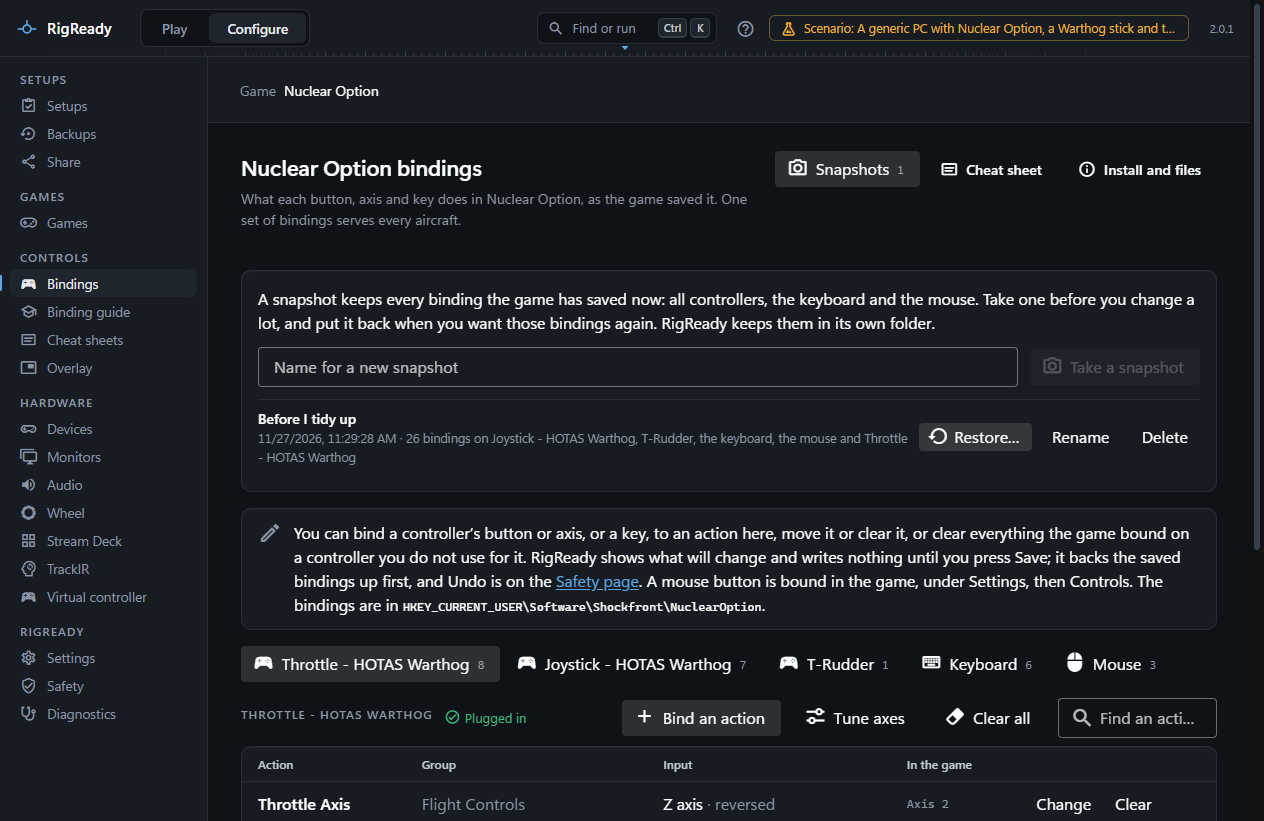 RigReady
Play
Configure
Find or run
Ctrl
K
Scenario: A generic PC with Nuclear Option, a Warthog stick and t...
2.0.1
SETUPS
Setups
Backups
Share
GAMES
Games
CONTROLS
Bindings
Binding guide
Cheat sheets
Overlay
HARDWARE
Devices
Monitors
Audio
Wheel
Stream Deck
TrackIR
Virtual controller
RIGREADY
Settings
Safety
Diagnostics
Game Nuclear Option
Nuclear Option bindings
What each button, axis and key does in Nuclear Option, as the game saved it. One
set of bindings serves every aircraft.
Snapshots 1
Cheat sheet
Install and files
A snapshot keeps every binding the game has saved now: all controllers, the keyboard and the mouse. Take one before you change a
lot, and put it back when you want those bindings again. RigReady keeps them in its own folder.
Name for a new snapshot
Take a snapshot
Before I tidy up
11/27/2026, 11:29:28 AM · 26 bindings on Joystick - HOTAS Warthog, T-Rudder, the keyboard, the mouse and Throttle
- HOTAS Warthog
Restore...
Rename
Delete
You can bind a controller's button or axis, or a key, to an action here, move it or clear it, or clear everything the game bound on
a controller you do not use for it. RigReady shows what will change and writes nothing until you press Save; it backs the saved
bindings up first, and Undo is on the Safety page. A mouse button is bound in the game, under Settings, then Controls. The
bindings are in HKEY_CURRENT_USER\Software\Shockfront\NuclearOption.
Throttle - HOTAS Warthog 8
Joystick - HOTAS Warthog 7
T-Rudder 1
Keyboard 6
Mouse 3
THROTTLE - HOTAS WARTHOG
Plugged in
Bind an action
Tune axes
Clear all
Find an acti...
Action Group Input In the game
Throttle Axis Flight Controls Z axis · reversed Axis 2 Change Clear